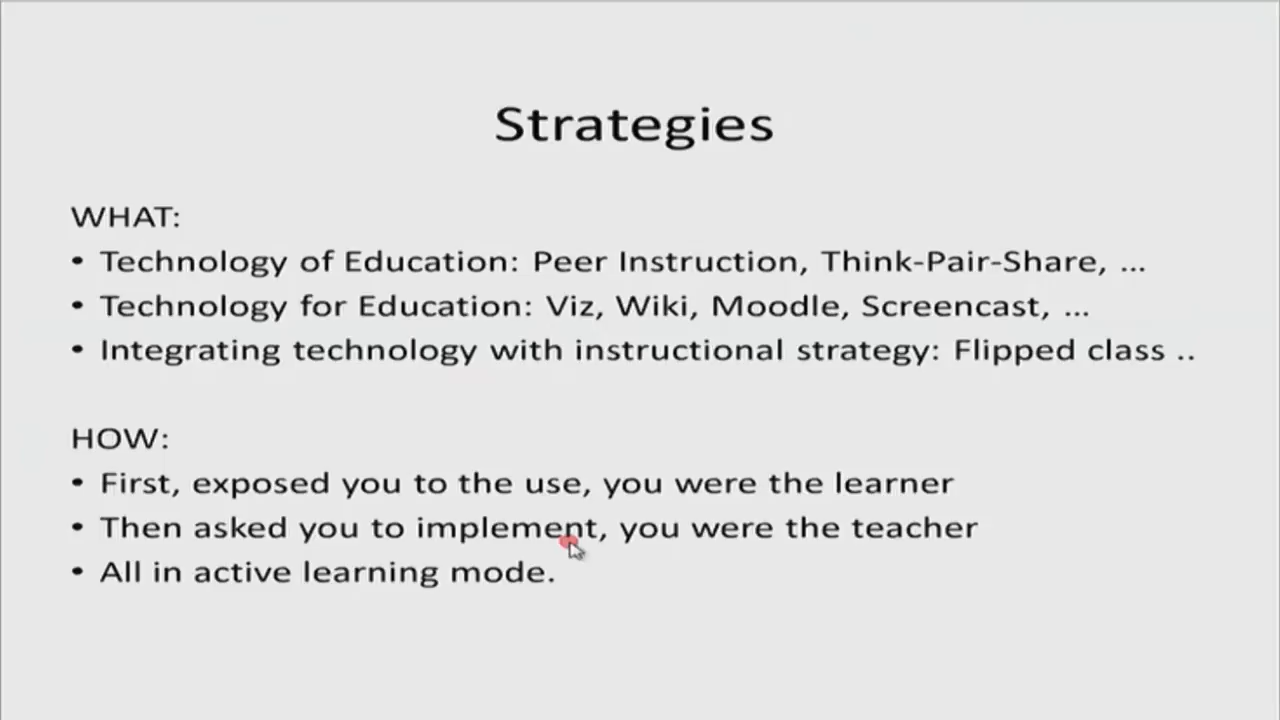 Strategies
WHAT:
• Technology of Education: Peer Instruction, Think-Pair-Share, ...
• Technology for Education: Viz, Wiki, Moodle, Screencast, ...
• Integrating technology with instructional strategy: Flipped class ..
HOW:
• First, exposed you to the use, you were the learner
• Then asked you to implement, you were the teacher
• All in active learning mode.